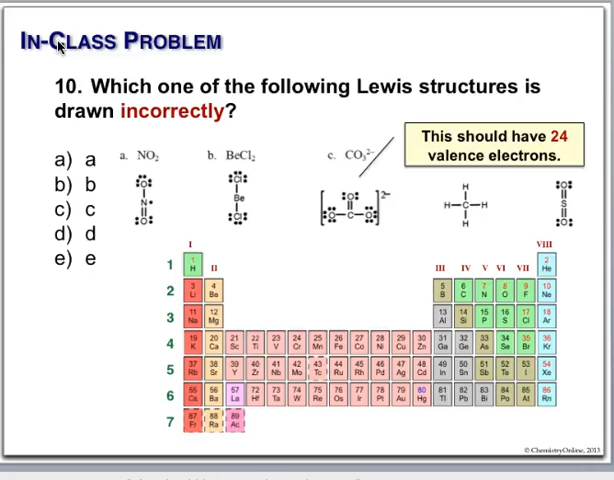 IN-CLASS PROBLEM
10. Which one of the following Lewis structures is
drawn incorrectly?
This should have 24
valence electrons.
a) a
b) b
c) c
d) d
e) e
a. NO₂
b. BeCl₂
c. CO₃²⁻
O
N
O
Cl
Be
Cl
O
O C O
2−
H
H C H
H
O
S
O
I II III IV V VI VII VIII
1 2 3 4 5 6 7
1 H 2 He
3 Li 4 Be 5 B 6 C 7 N 8 O 9 F 10 Ne
11 Na 12 Mg 13 Al 14 Si 15 P 16 S 17 Cl 18 Ar
19 K 20 Ca 21 Sc 22 Ti 23 V 24 Cr 25 Mn 26 Fe 27 Co 28 Ni 29 Cu 30 Zn 31 Ga 32 Ge 33 As 34 Se 35 Br 36 Kr
37 Rb 38 Sr 39 Y 40 Zr 41 Nb 42 Mo 43 Tc 44 Ru 45 Rh 46 Pd 47 Ag 48 Cd 49 In 50 Sn 51 Sb 52 Te 53 I 54 Xe
55 Cs 56 Ba 57 La 72 Hf 73 Ta 74 W 75 Re 76 Os 77 Ir 78 Pt 79 Au 80 Hg 81 Tl 82 Pb 83 Bi 84 Po 85 At 86 Rn
87 Fr 88 Ra 89 Ac
© ChemistryOnline, 2013